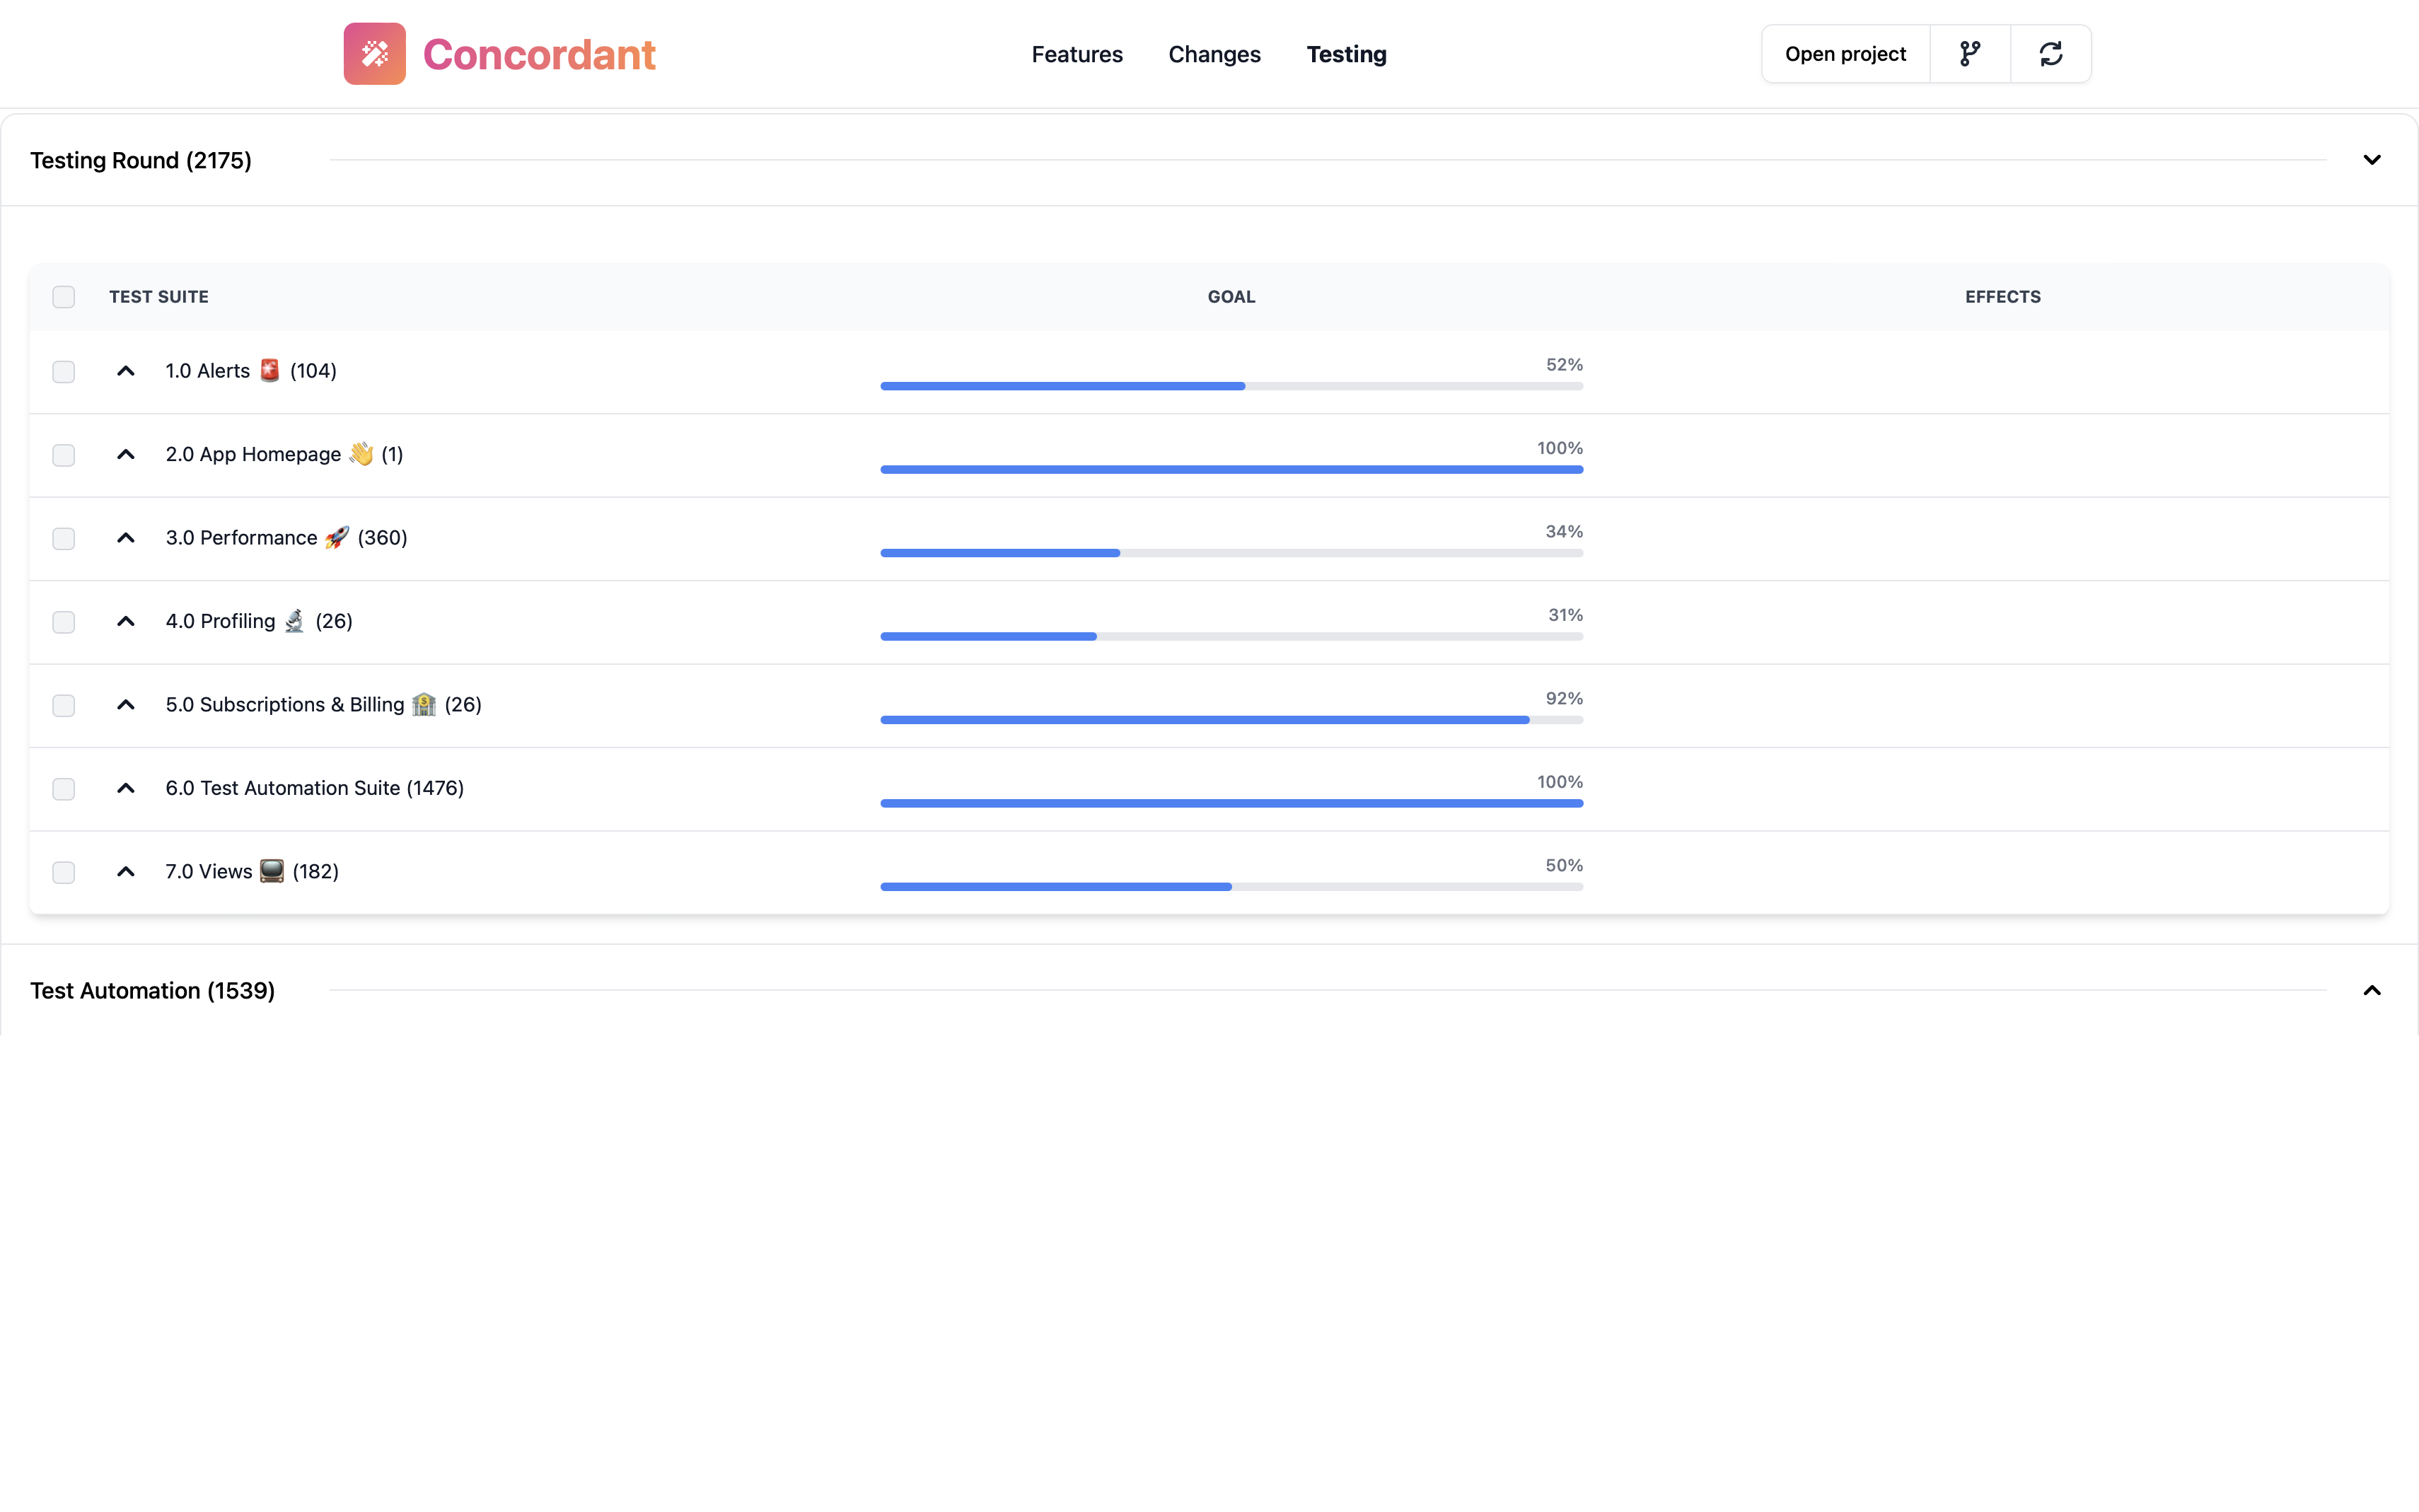 Concordant
Features Changes Testing
Open project
Testing Round (2175)
TEST SUITE GOAL EFFECTS
1.0 Alerts 🚨 (104) 52%
2.0 App Homepage 👋 (1) 100%
3.0 Performance 🚀 (360) 34%
4.0 Profiling 🔬 (26) 31%
5.0 Subscriptions & Billing 🏦 (26) 92%
6.0 Test Automation Suite (1476) 100%
7.0 Views 📺 (182) 50%
Test Automation (1539)